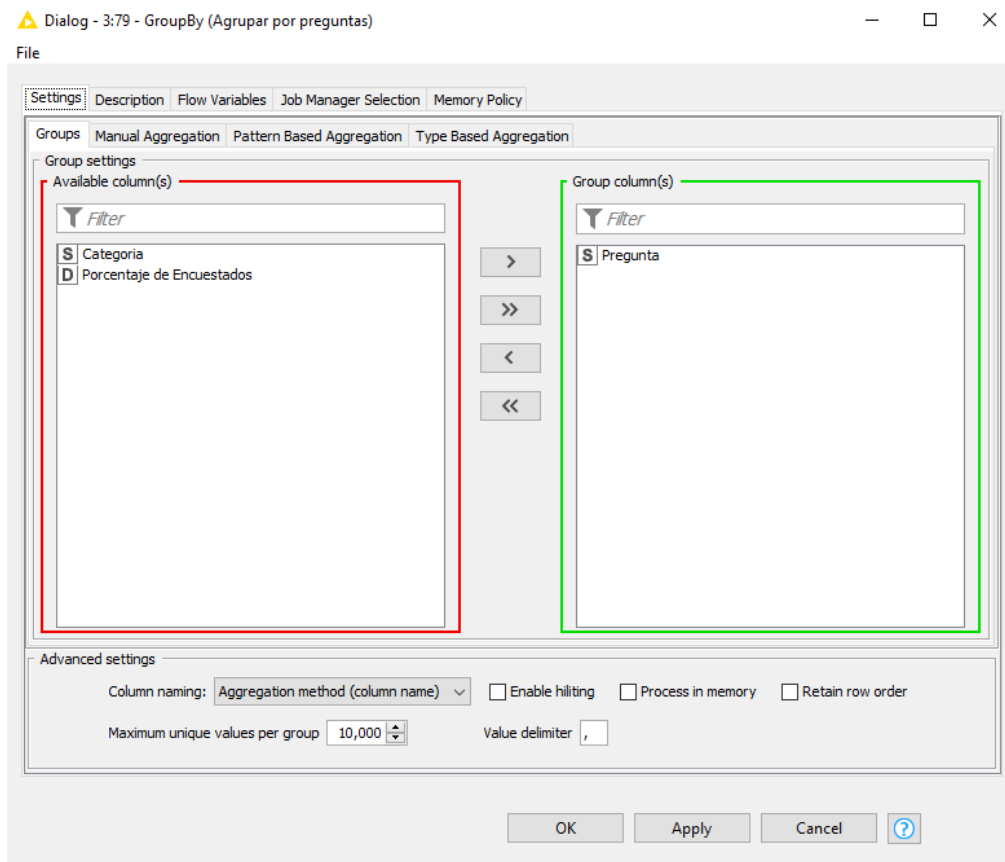 Dialog - 3:79 - GroupBy (Agrupar por preguntas)
File
Settings Description Flow Variables Job Manager Selection Memory Policy
Groups Manual Aggregation Pattern Based Aggregation Type Based Aggregation
Group settings
Available column(s)
Filter
S Categoria
D Porcentaje de Encuestados
>
>>
<
<<
Group column(s)
Filter
S Pregunta
Advanced settings
Column naming: Aggregation method (column name) Enable hiliting Process in memory Retain row order
Maximum unique values per group 10,000 Value delimiter ,
OK Apply Cancel ?